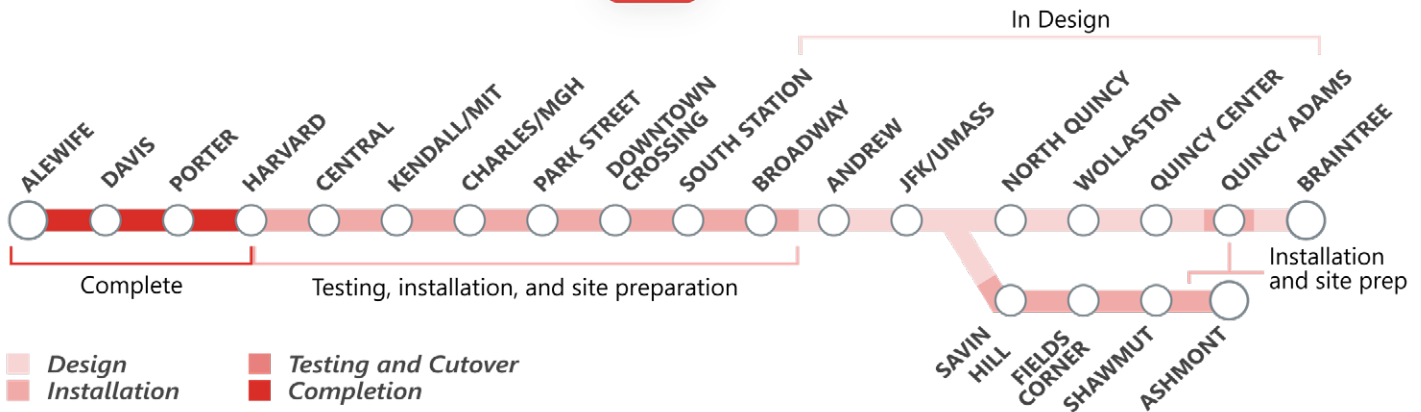 In Design
ALEWIFE
DAVIS
PORTER
HARVARD
CENTRAL
KENDALL/MIT
CHARLES/MGH
PARK STREET
DOWNTOWN
CROSSING
SOUTH STATION
BROADWAY
ANDREW
JFK/UMASS
NORTH QUINCY
WOLLASTON
QUINCY CENTER
QUINCY ADAMS
BRAINTREE
Complete
Testing, installation, and site preparation
Installation
and site prep
SAVIN
HILL
FIELDS
CORNER
SHAWMUT
ASHMONT
Design
Installation
Testing and Cutover
Completion